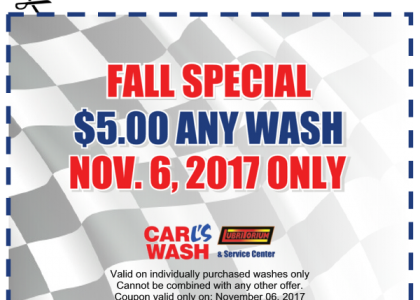 FALL SPECIAL
$5.00 ANY WASH
NOV. 6, 2017 ONLY
CARL'S
WASH
LUBRITORIUM
& Service Center
Valid on individually purchased washes only
Cannot be combined with any other offer.
Coupon valid only on: November 06, 2017